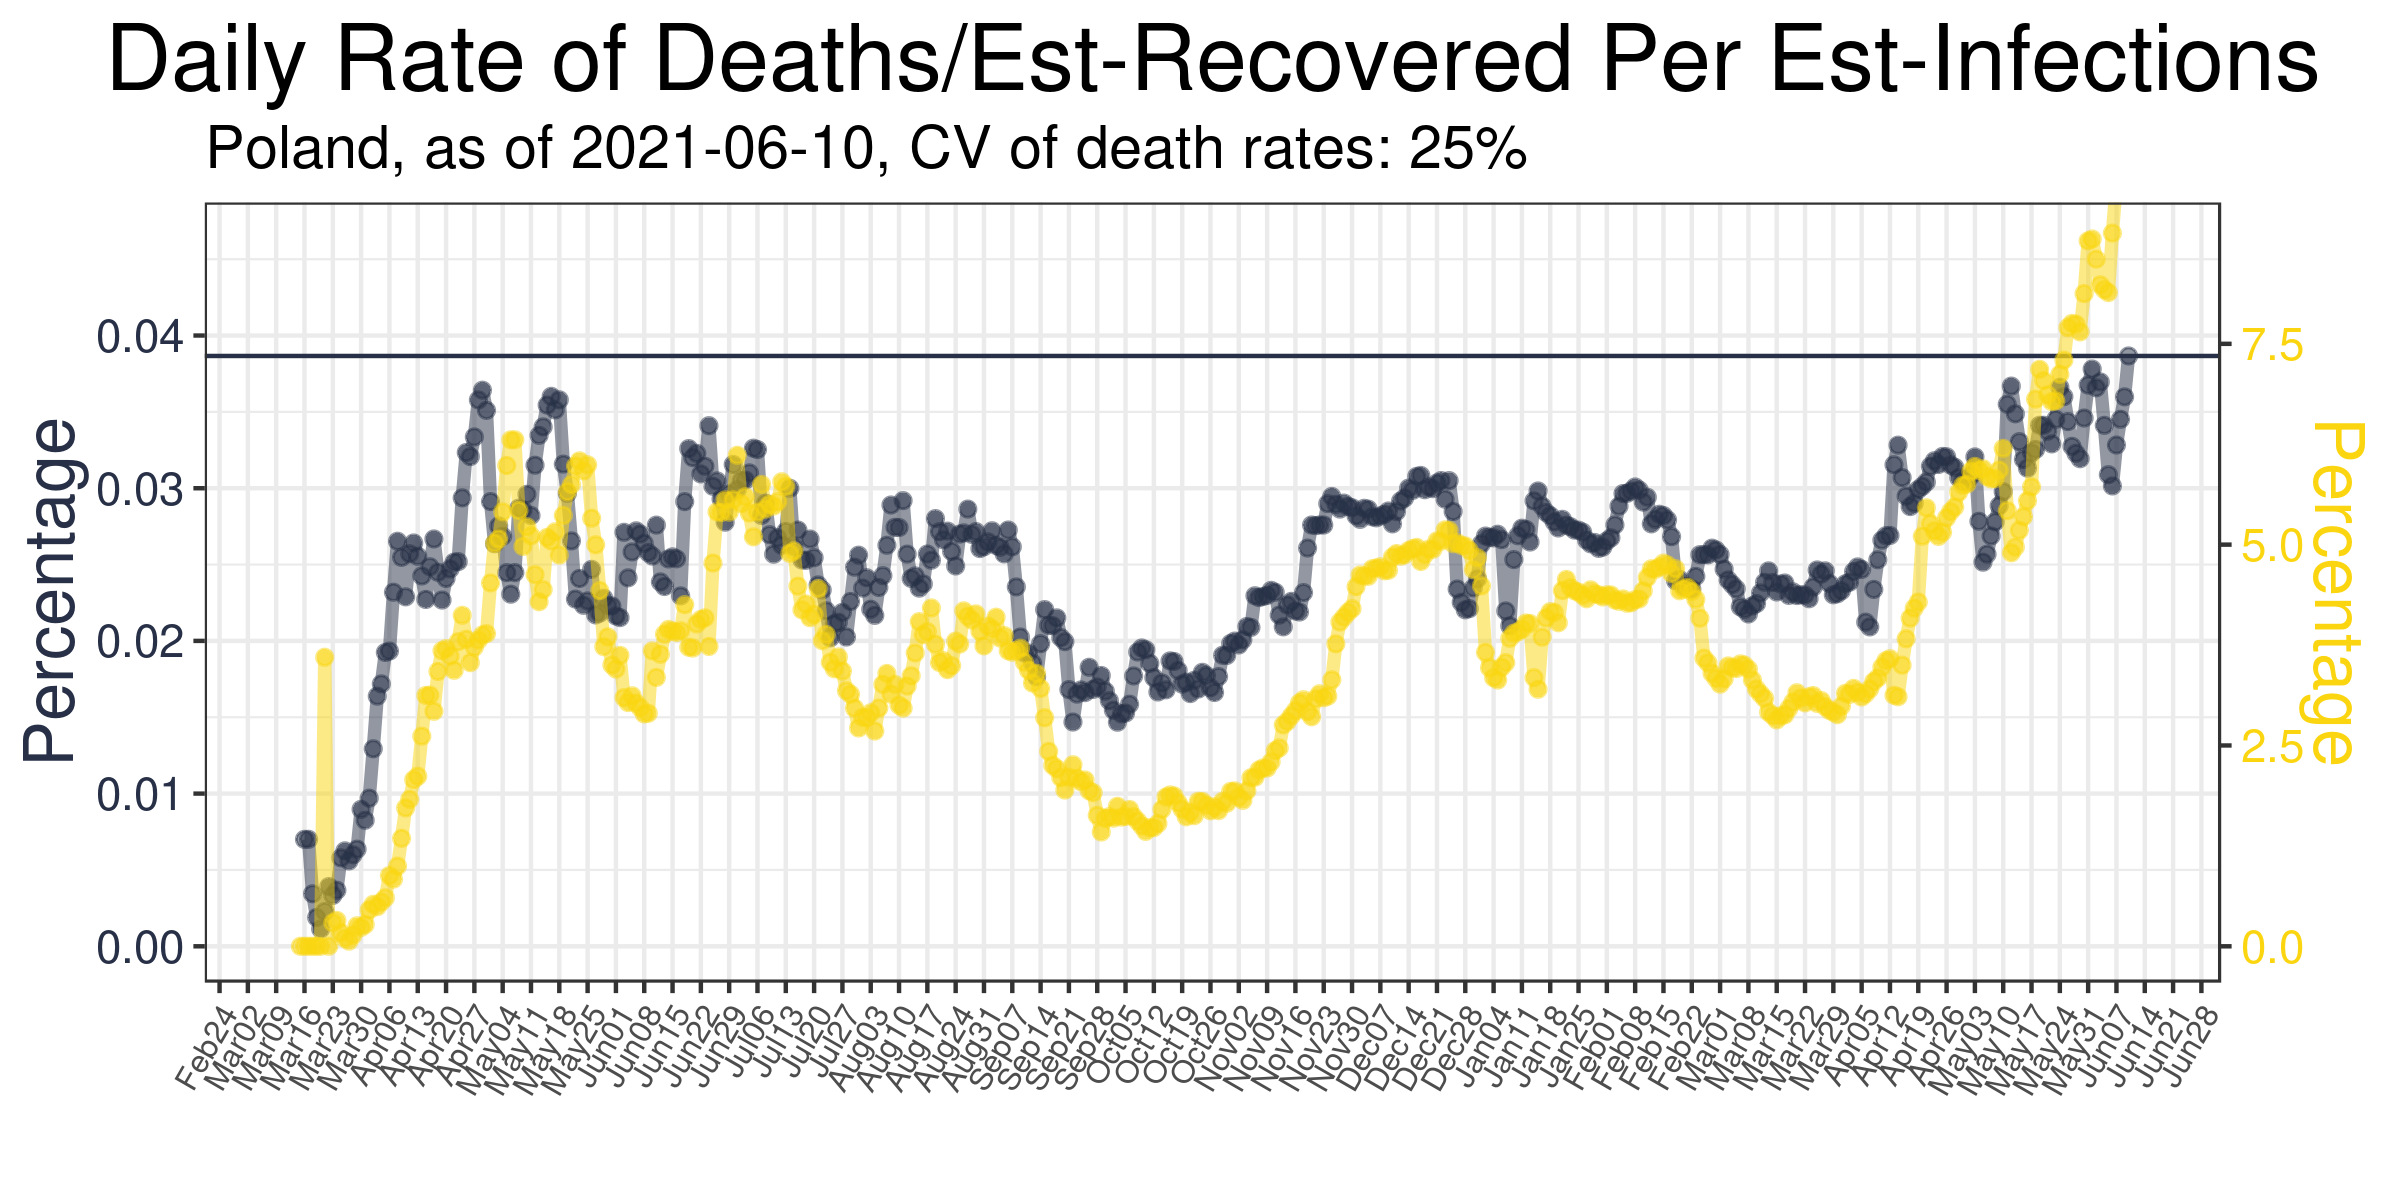 Daily Rate of Deaths/Est-Recovered Per Est-Infections
Poland, as of 2021-06-10, CV of death rates: 25%
Percentage
0.04
0.03
0.02
0.01
0.00
7.5
5.0
2.5
0.0
Percentage
Feb24
Mar02
Mar09
Mar16
Mar23
Mar30
Apr06
Apr13
Apr20
Apr27
May04
May11
May18
May25
Jun01
Jun08
Jun15
Jun22
Jun29
Jul06
Jul13
Jul20
Jul27
Aug03
Aug10
Aug17
Aug24
Aug31
Sep07
Sep14
Sep21
Sep28
Oct05
Oct12
Oct19
Oct26
Nov02
Nov09
Nov16
Nov23
Nov30
Dec07
Dec14
Dec21
Dec28
Jan04
Jan11
Jan18
Jan25
Feb01
Feb08
Feb15
Feb22
Mar01
Mar08
Mar15
Mar22
Mar29
Apr05
Apr12
Apr19
Apr26
May03
May10
May17
May24
May31
Jun07
Jun14
Jun21
Jun28